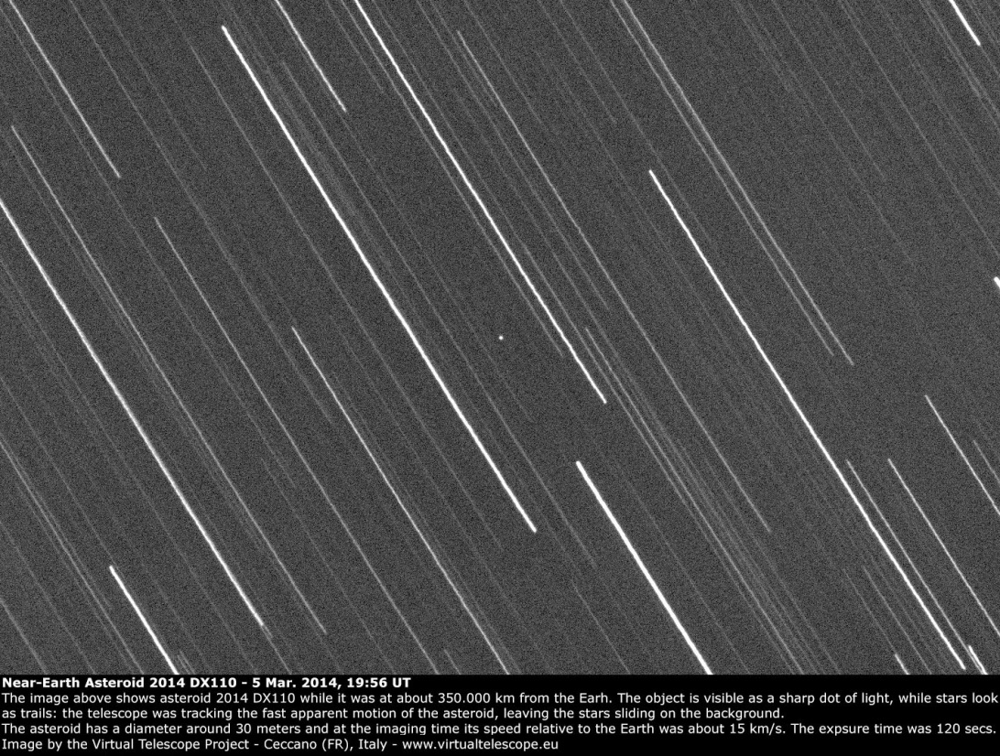 Near-Earth Asteroid 2014 DX110 - 5 Mar. 2014, 19:56 UT
The image above shows asteroid 2014 DX110 while it was at about 350.000 km from the Earh. The object is visible as a sharp dot of light, while stars look
as trails: the telescope was tracking the fast apparent motion of the asteroid, leaving the stars sliding on the background.
The asteroid has a diameter around 30 meters and at the imaging time its speed relative to the Earth was about 15 km/s. The expsure time was 120 secs.
Image by the Virtual Telescope Project - Ceccano (FR), Italy - www.virtualtelescope.eu